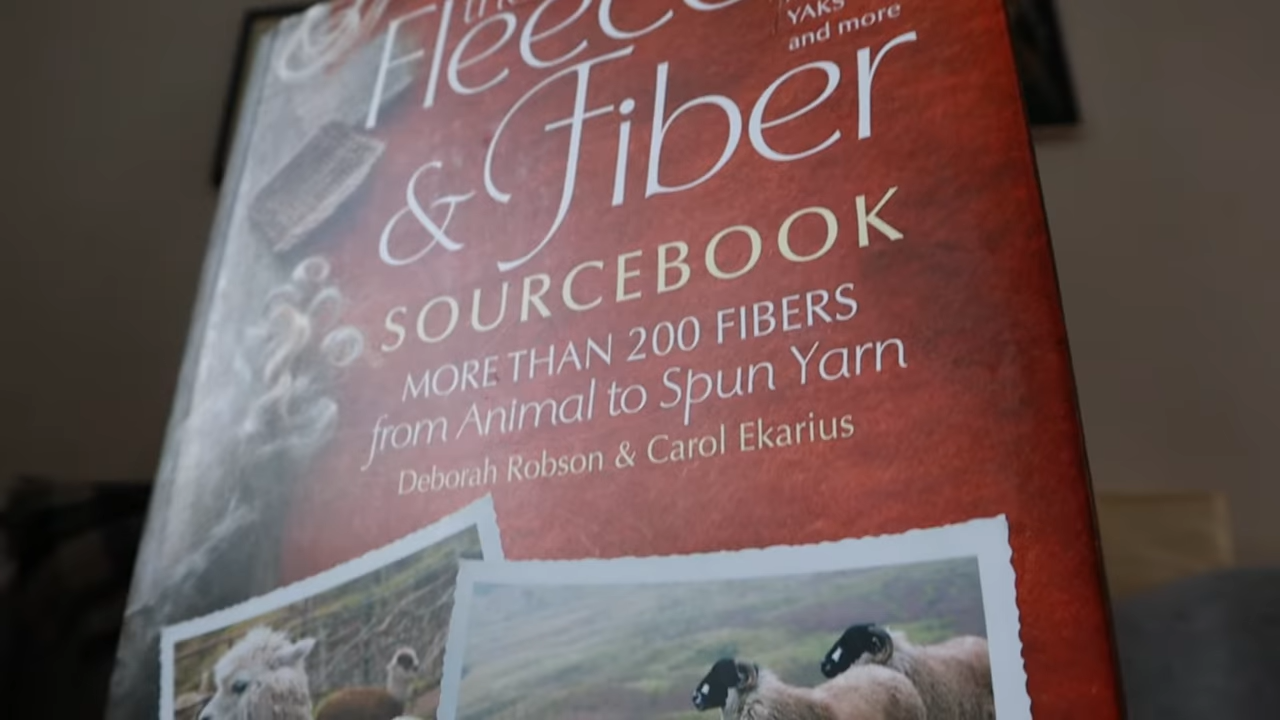 the
Fleece
YAKS
and more
& Fiber
SOURCEBOOK
MORE THAN 200 FIBERS
from Animal to Spun Yarn
Deborah Robson & Carol Ekarius